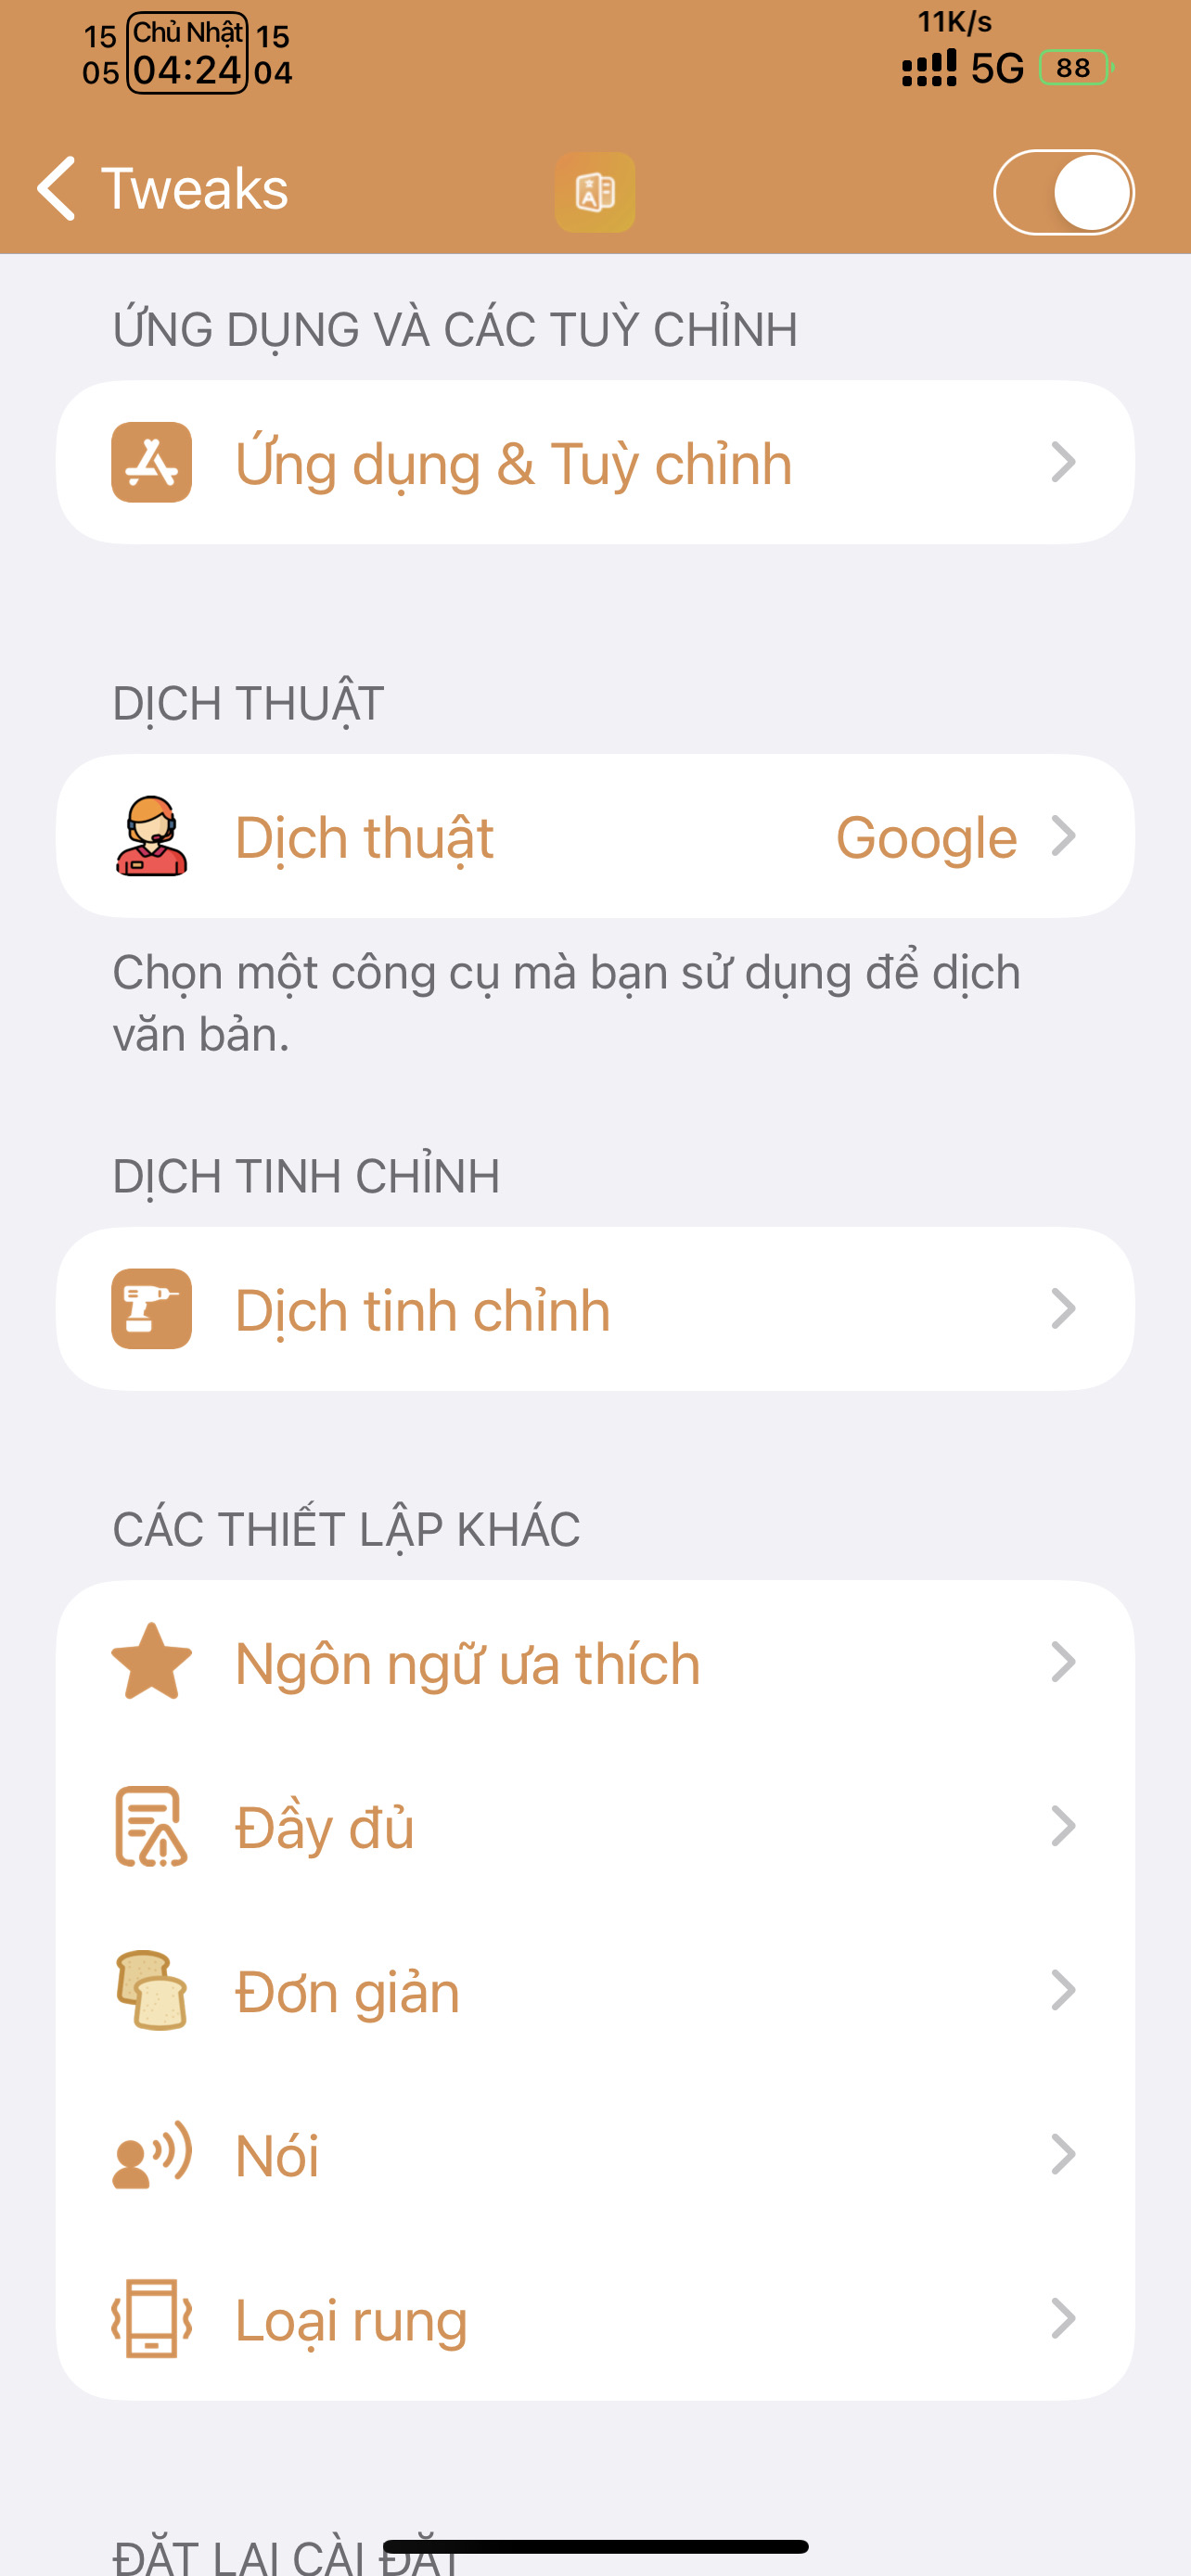 15 Chủ Nhật 15
05 04:24 04
11K/s
5G 88
Tweaks
ỨNG DỤNG VÀ CÁC TUỲ CHỈNH
Ứng dụng & Tuỳ chỉnh
DỊCH THUẬT
Dịch thuật Google
Chọn một công cụ mà bạn sử dụng để dịch
văn bản.
DỊCH TINH CHỈNH
Dịch tinh chỉnh
CÁC THIẾT LẬP KHÁC
Ngôn ngữ ưa thích
Đầy đủ
Đơn giản
Nói
Loại rung
ĐẶT LẠI CÀI ĐẶT